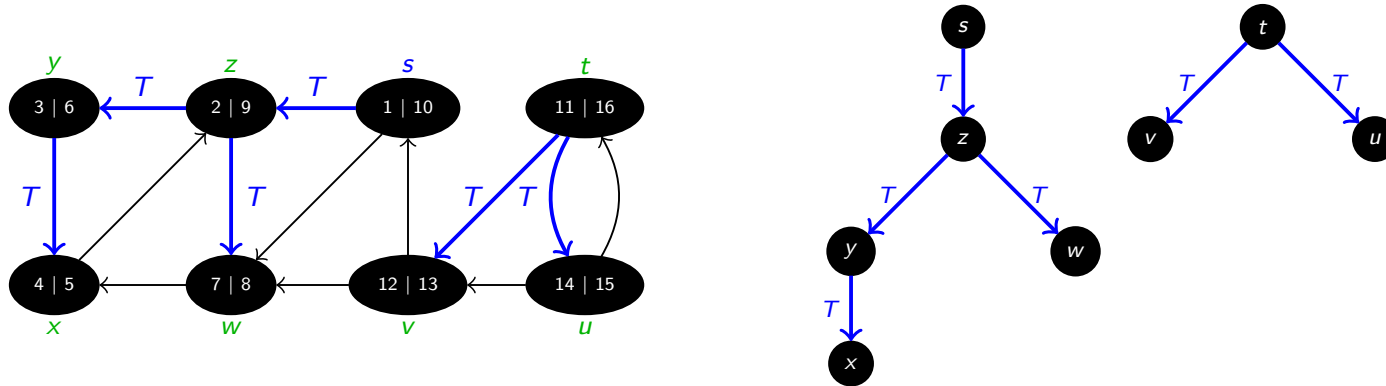 y z s t
T T
3 | 6 2 | 9 1 | 10 11 | 16
T T T T
4 | 5 7 | 8 12 | 13 14 | 15
x w v u
s t
T T T
z v u
T T
y w
T
x